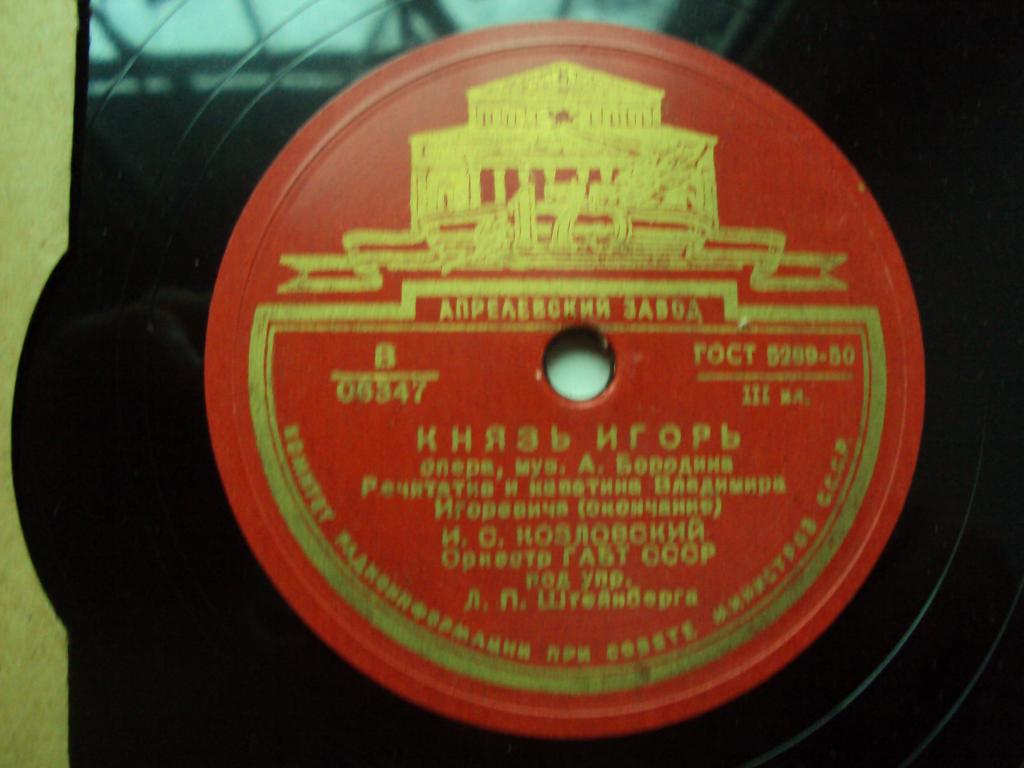 АПРЕЛЕВСКИЙ ЗАВОД
В
06347
ГОСТ 5289-50
III кл.
КНЯЗЬ ИГОРЬ
опера, муз. А. Бородина
Речитатив и каватина Владимира
Игоревича (окончание)
И. С. КОЗЛОВСКИЙ
Оркестр ГАБТ СССР
под упр.
Л. П. Штейнберга
КОМИТЕТ РАДИОИНФОРМАЦИИ ПРИ СОВЕТЕ МИНИСТРОВ СССР